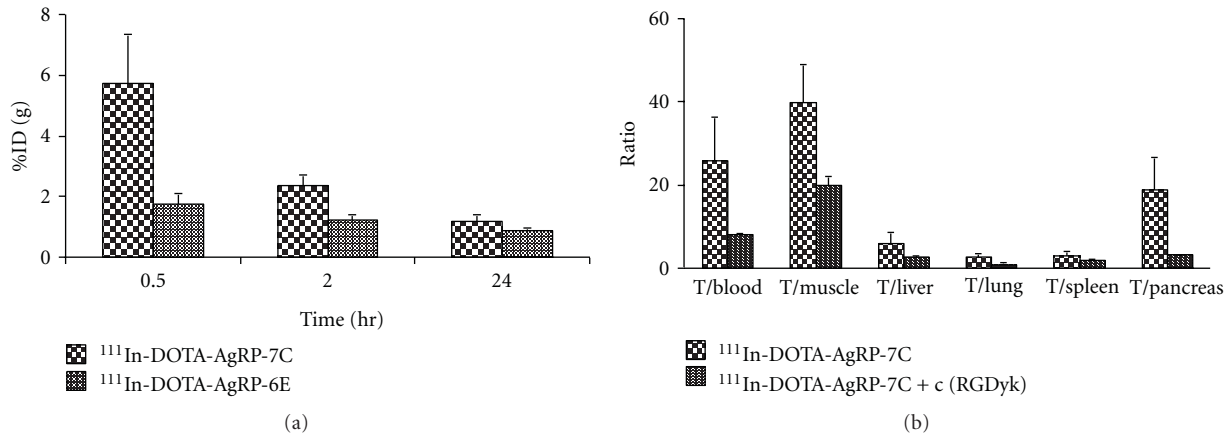 8
6
4
2
0
%ID (g)
0.5 2 24
Time (hr)
¹¹¹In-DOTA-AgRP-7C
¹¹¹In-DOTA-AgRP-6E
(a)
60
40
20
0
Ratio
T/blood T/muscle T/liver T/lung T/spleen T/pancreas
¹¹¹In-DOTA-AgRP-7C
¹¹¹In-DOTA-AgRP-7C + c (RGDyk)
(b)